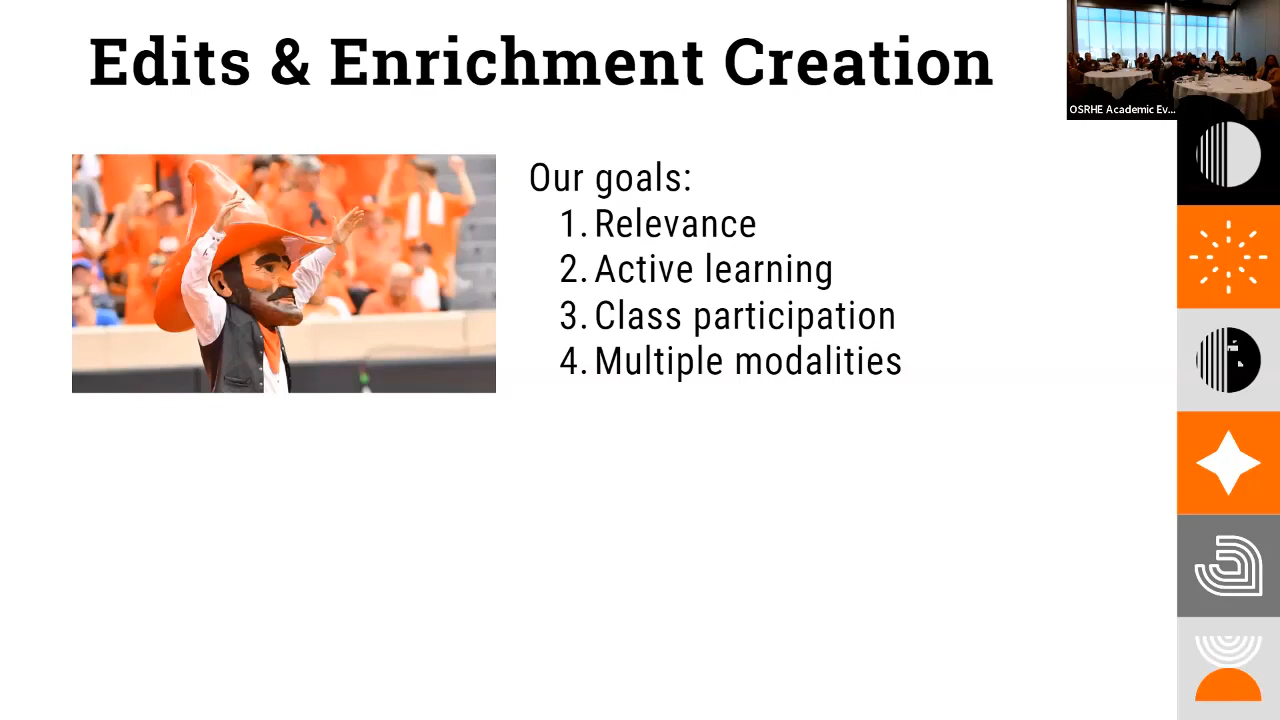 Edits & Enrichment Creation
OSRHE Academic Ev...
Our goals:
1. Relevance
2. Active learning
3. Class participation
4. Multiple modalities